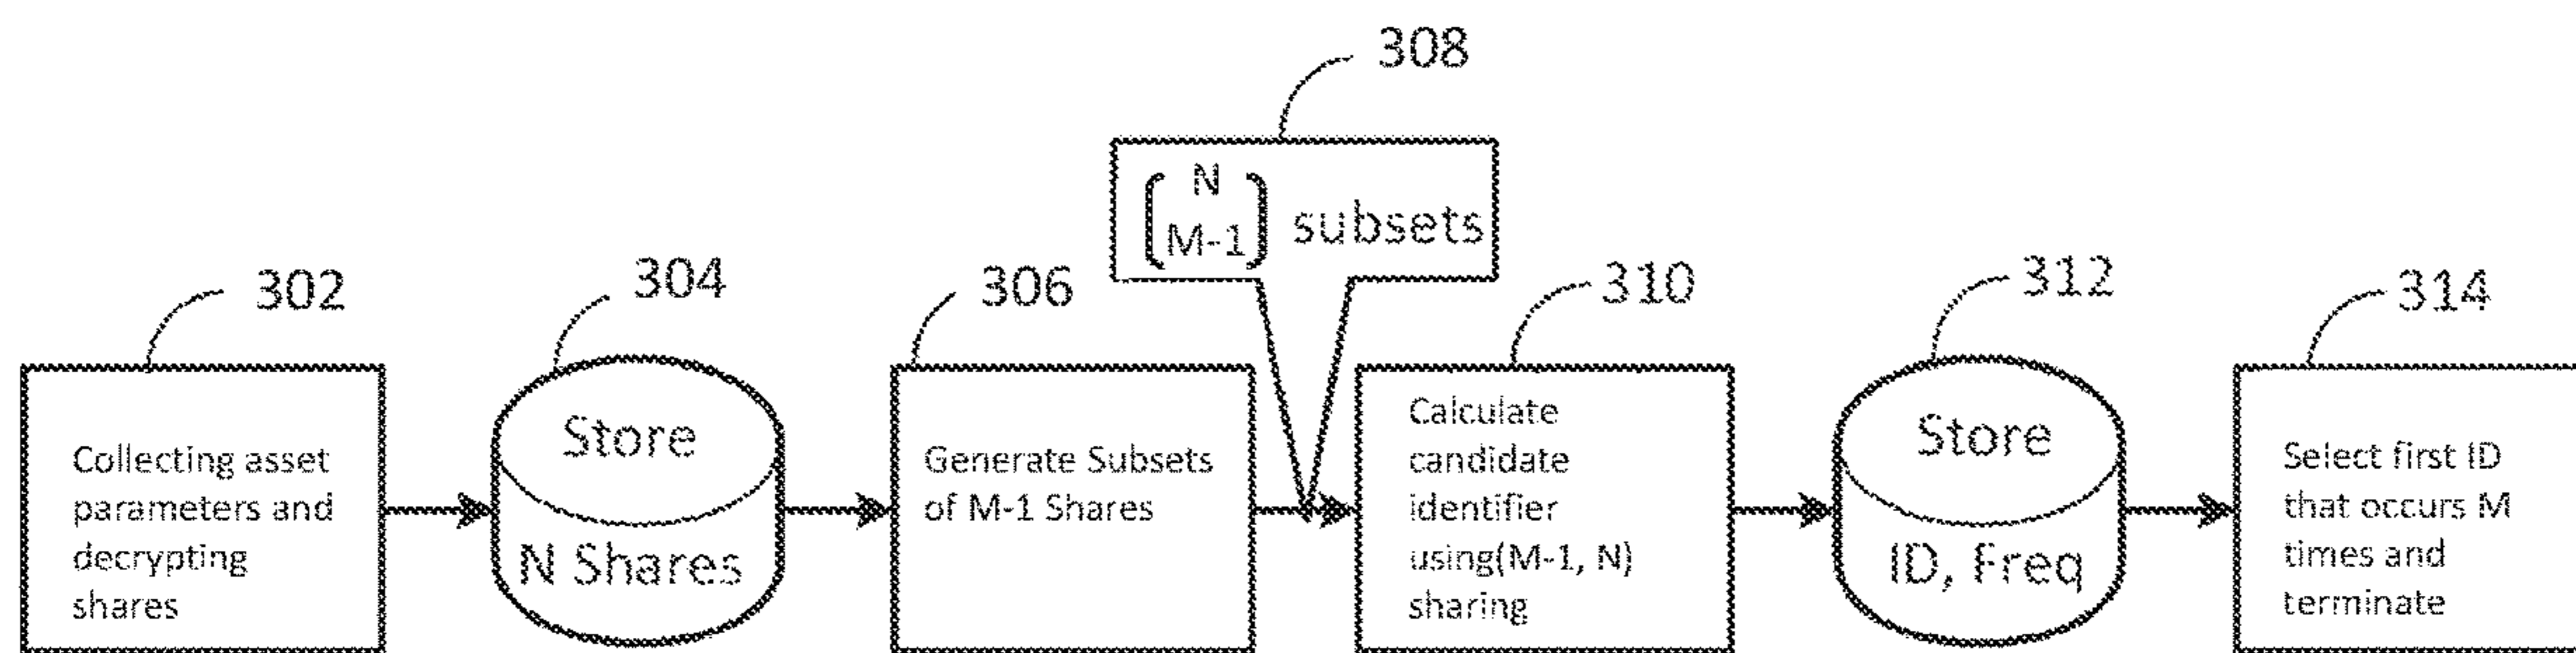 308
N
M-1
subsets
302
304
306
310
312
314
Collecting asset
parameters and
decrypting
shares
Store
N Shares
Generate Subsets
of M-1 Shares
Calculate
candidate
identifier
using(M-1, N)
sharing
Store
ID, Freq
Select first ID
that occurs M
times and
terminate